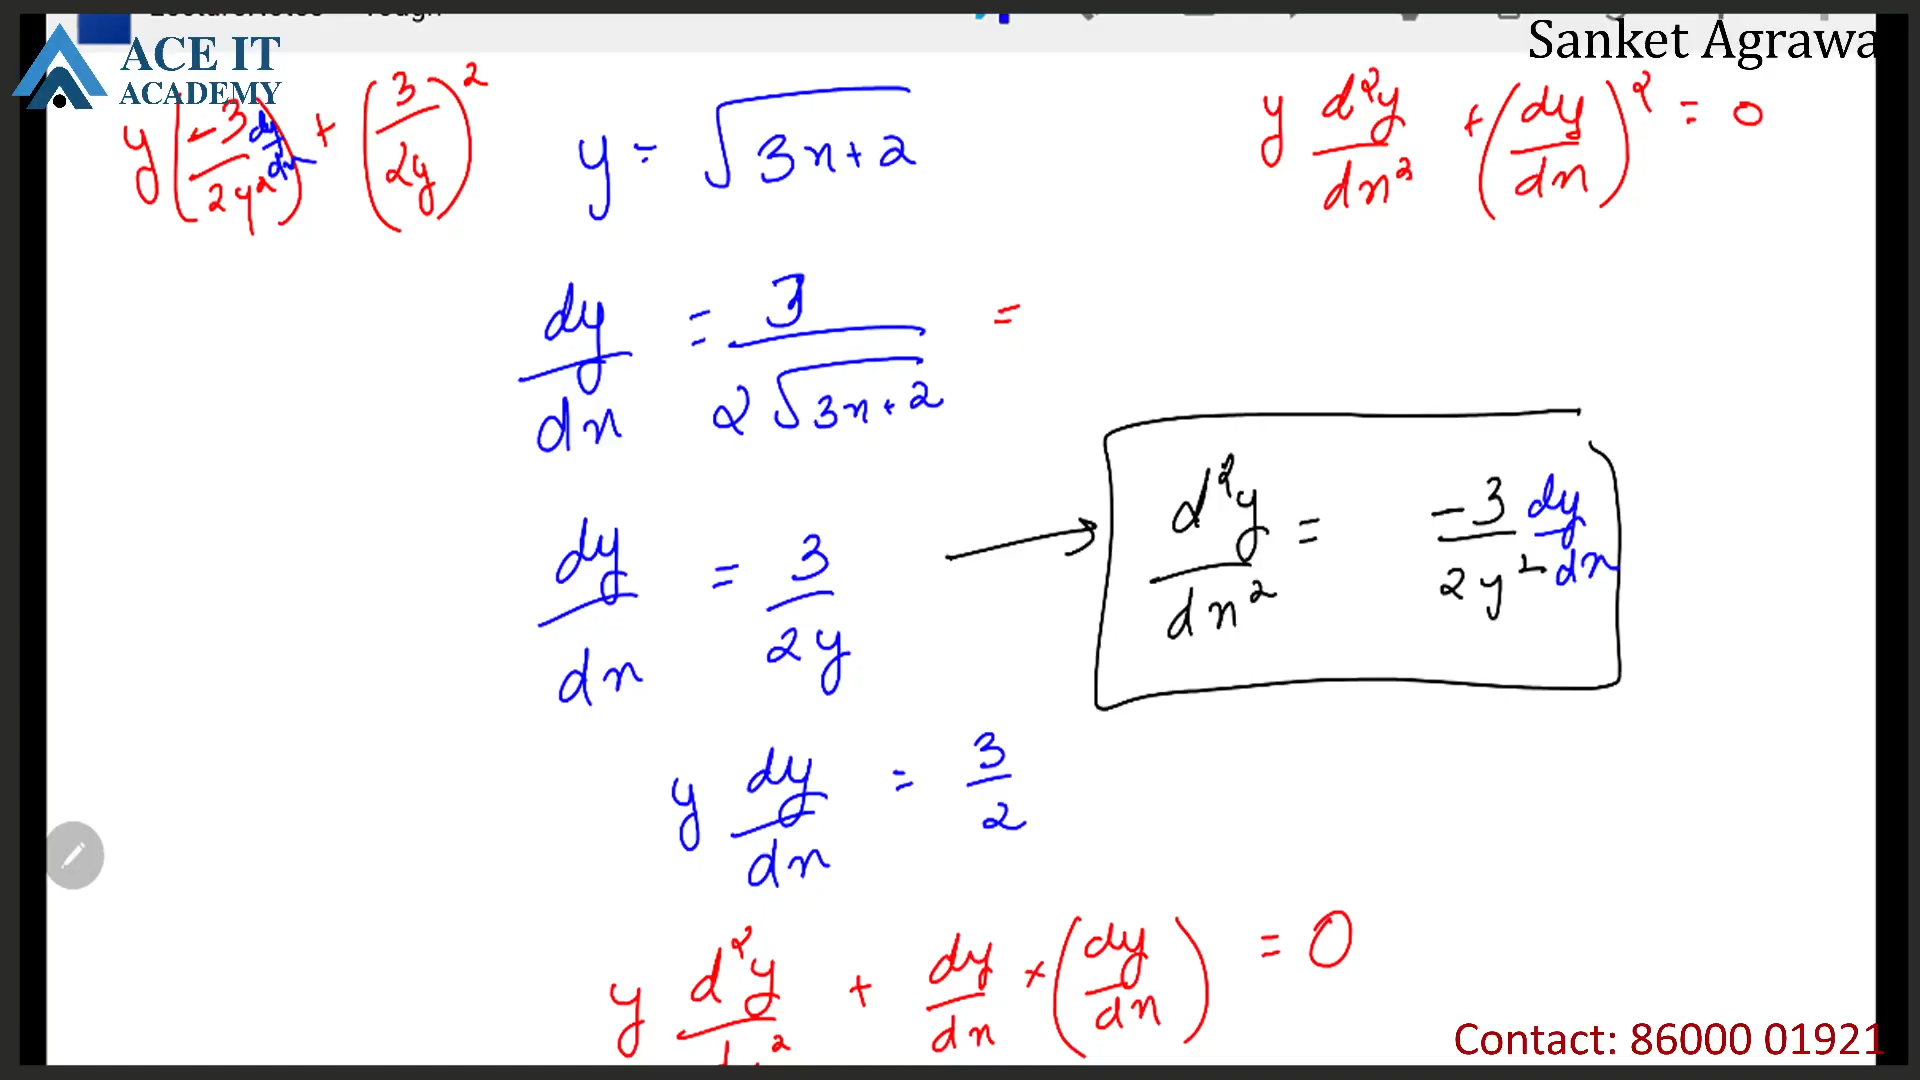 Sanket Agrawa
ACE IT
ACADEMY
y(-3/2y² dy/dx) + (3/2y)²
y = √(3x+2)
y d²y/dx² + (dy/dx)² = 0
dy/dx = 3/(2√(3x+2)) =
dy/dx = 3/2y → d²y/dx² = -3/2y² dy/dx
y dy/dx = 3/2
y d²y/dx² + dy/dx × (dy/dx) = 0
Contact: 86000 01921